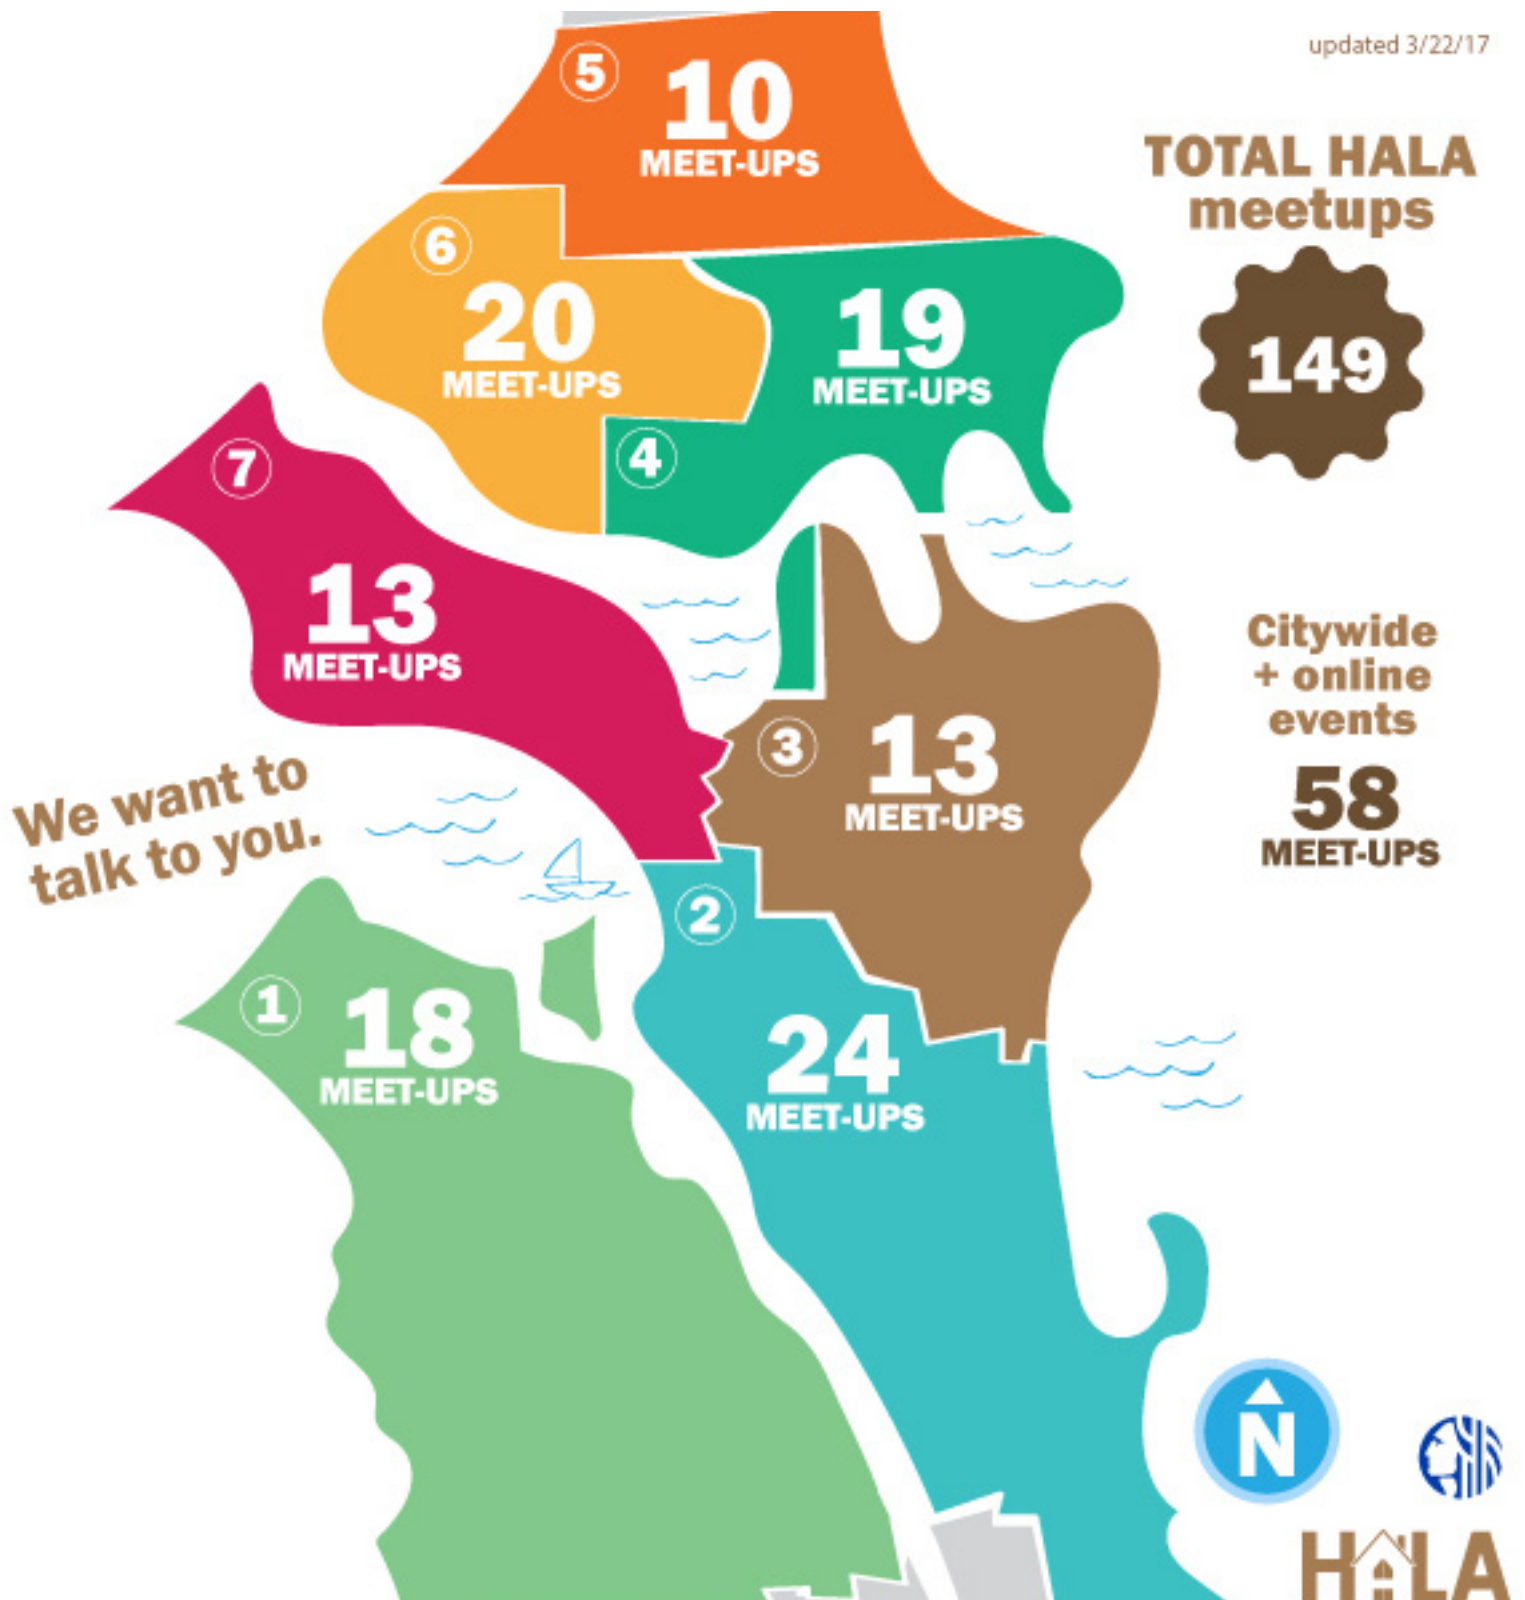 updated 3/22/17
5
10
MEET-UPS
TOTAL HALA
meetups
149
6
20
MEET-UPS
19
MEET-UPS
4
7
13
MEET-UPS
3
13
MEET-UPS
Citywide
+ online
events
58
MEET-UPS
We want to
talk to you.
2
24
MEET-UPS
1
18
MEET-UPS
N
HALA